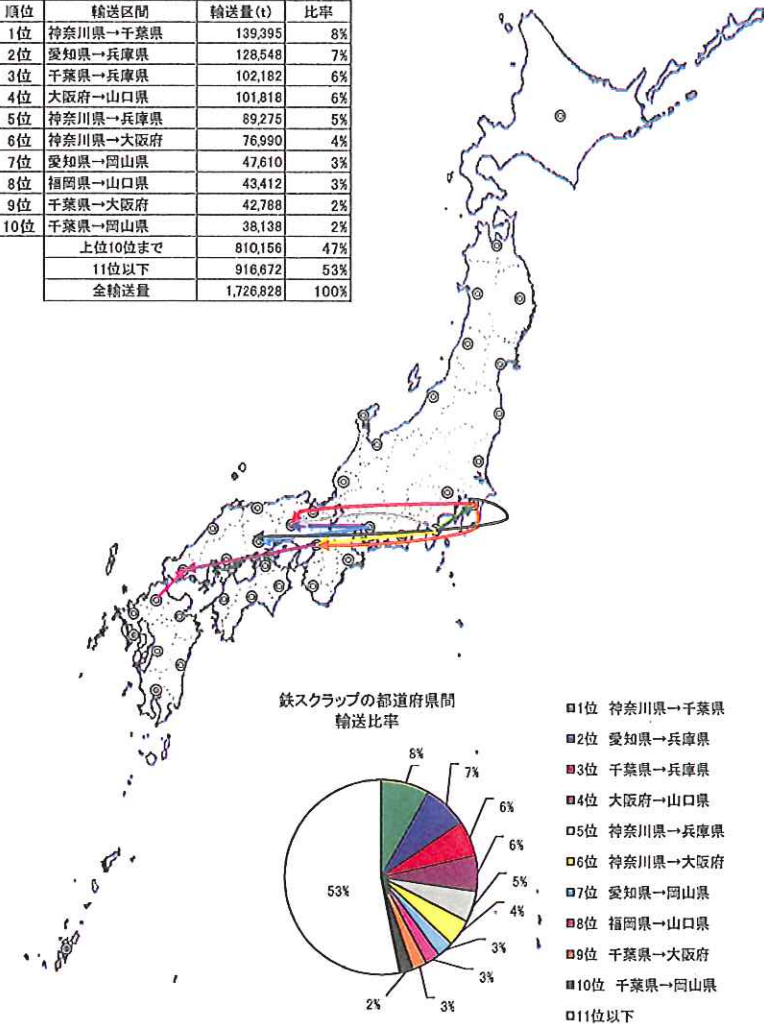 順位 輸送区間 輸送量(t) 比率
1位 神奈川県→千葉県 139,395 8%
2位 愛知県→兵庫県 128,548 7%
3位 千葉県→兵庫県 102,182 6%
4位 大阪府→山口県 101,818 6%
5位 神奈川県→兵庫県 89,275 5%
6位 神奈川県→大阪府 76,990 4%
7位 愛知県→岡山県 47,610 3%
8位 福岡県→山口県 43,412 3%
9位 千葉県→大阪府 42,788 2%
10位 千葉県→岡山県 38,138 2%
上位10位まで 810,156 47%
11位以下 916,672 53%
全輸送量 1,726,828 100%
鉄スクラップの都道府県間
輸送比率
8%
7%
6%
6%
5%
4%
3%
3%
3%
2%
53%
1位 神奈川県→千葉県
2位 愛知県→兵庫県
3位 千葉県→兵庫県
4位 大阪府→山口県
5位 神奈川県→兵庫県
6位 神奈川県→大阪府
7位 愛知県→岡山県
8位 福岡県→山口県
9位 千葉県→大阪府
10位 千葉県→岡山県
11位以下